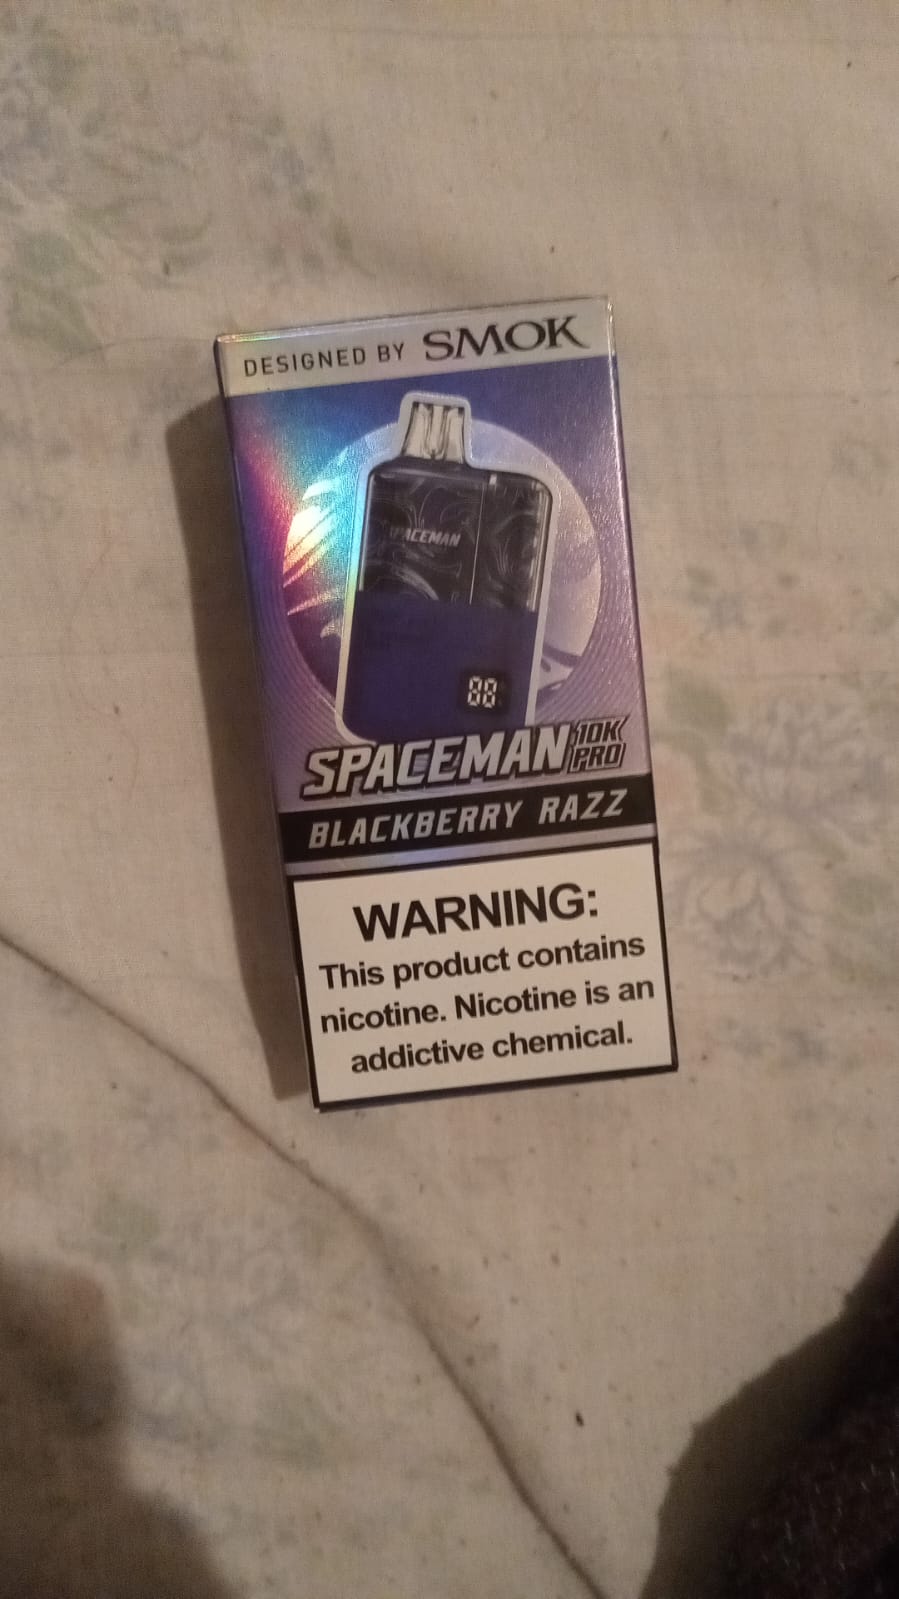 DESIGNED BY SMOK
SPACEMAN
88
SPACEMAN 10K PRO
BLACKBERRY RAZZ
WARNING:
This product contains
nicotine. Nicotine is an
addictive chemical.